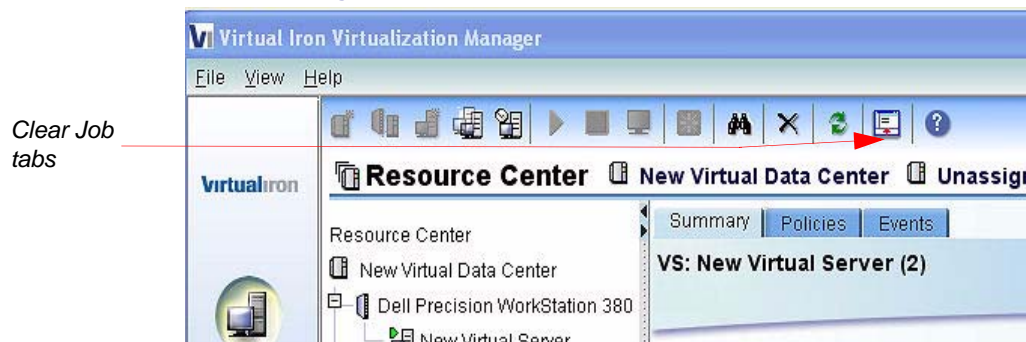 Virtual Iron Virtualization Manager
File View Help
Clear Job
tabs
Virtualiron
Resource Center New Virtual Data Center Unassign
Resource Center
New Virtual Data Center
Dell Precision WorkStation 380
New Virtual Server
Summary Policies Events
VS: New Virtual Server (2)